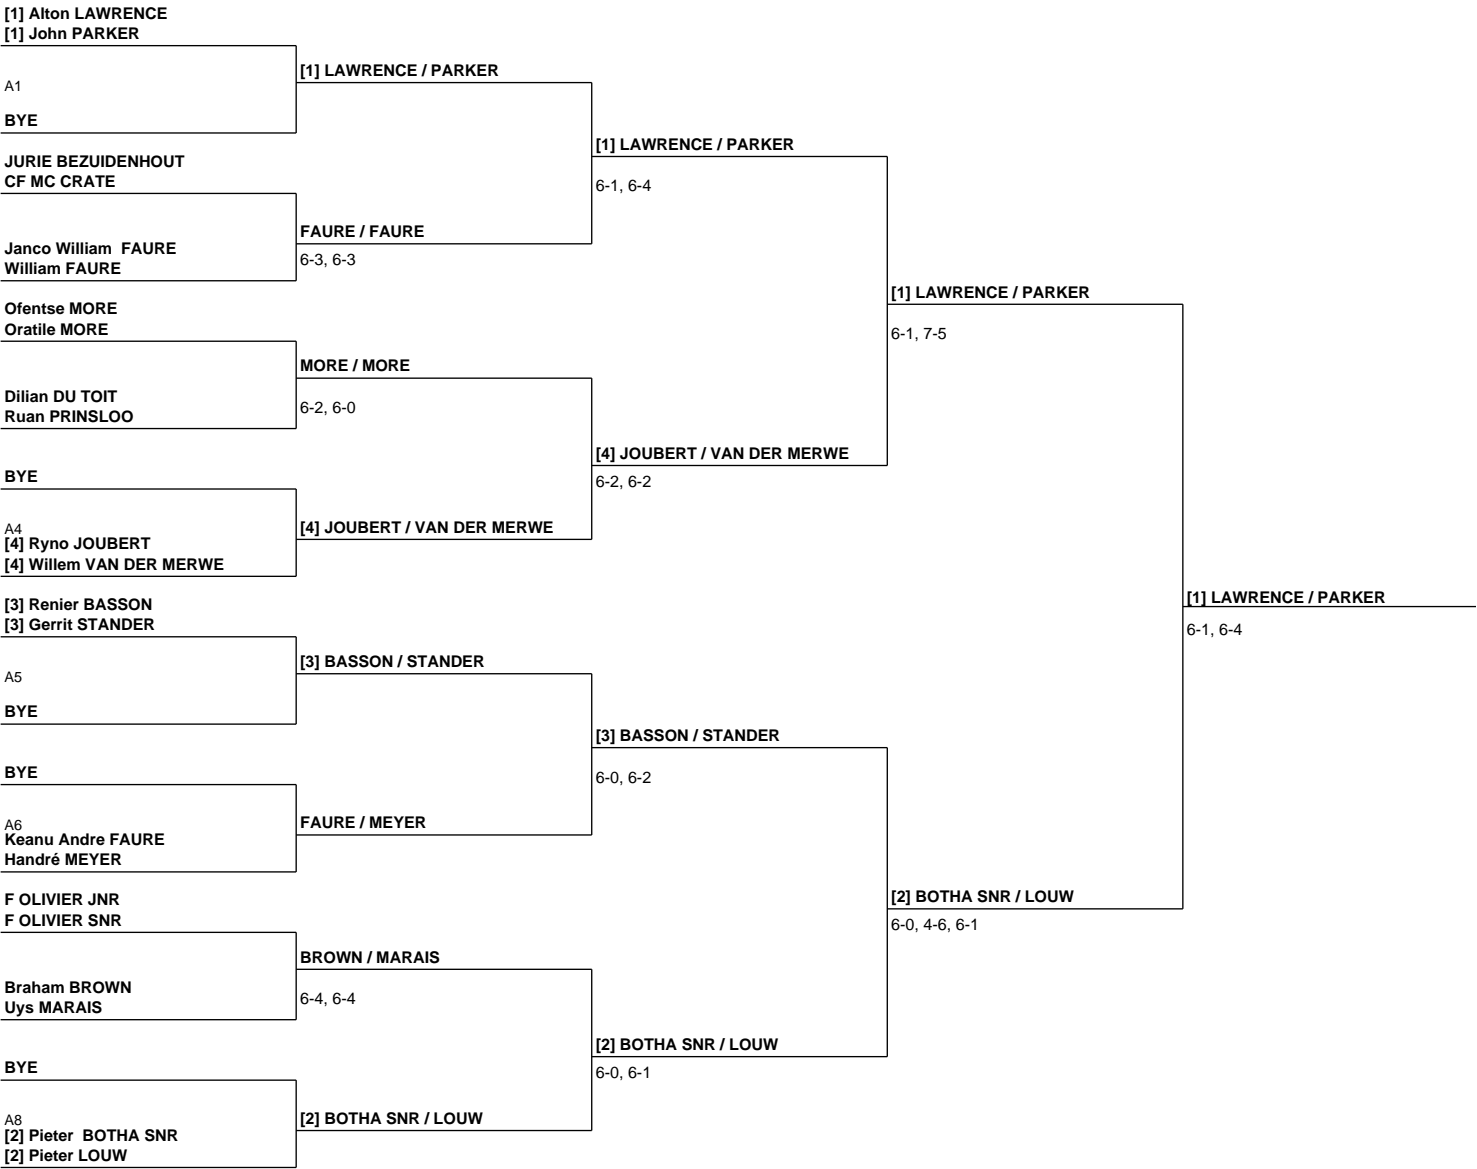 [1] Alton LAWRENCE
[1] John PARKER
[1] LAWRENCE / PARKER
A1
BYE
[1] LAWRENCE / PARKER
JURIE BEZUIDENHOUT
CF MC CRATE
6-1, 6-4
FAURE / FAURE
Janco William  FAURE
William FAURE
6-3, 6-3
[1] LAWRENCE / PARKER
Ofentse MORE
Oratile MORE
6-1, 7-5
MORE / MORE
Dilian DU TOIT
Ruan PRINSLOO
6-2, 6-0
[4] JOUBERT / VAN DER MERWE
BYE
6-2, 6-2
A4
[4] JOUBERT / VAN DER MERWE
[4] Ryno JOUBERT
[4] Willem VAN DER MERWE
[1] LAWRENCE / PARKER
[3] Renier BASSON
[3] Gerrit STANDER
6-1, 6-4
[3] BASSON / STANDER
A5
BYE
[3] BASSON / STANDER
BYE
6-0, 6-2
FAURE / MEYER
A6
Keanu Andre FAURE
Handré MEYER
[2] BOTHA SNR / LOUW
F OLIVIER JNR
F OLIVIER SNR
6-0, 4-6, 6-1
BROWN / MARAIS
Braham BROWN
Uys MARAIS
6-4, 6-4
[2] BOTHA SNR / LOUW
BYE
6-0, 6-1
A8
[2] BOTHA SNR / LOUW
[2] Pieter  BOTHA SNR
[2] Pieter LOUW